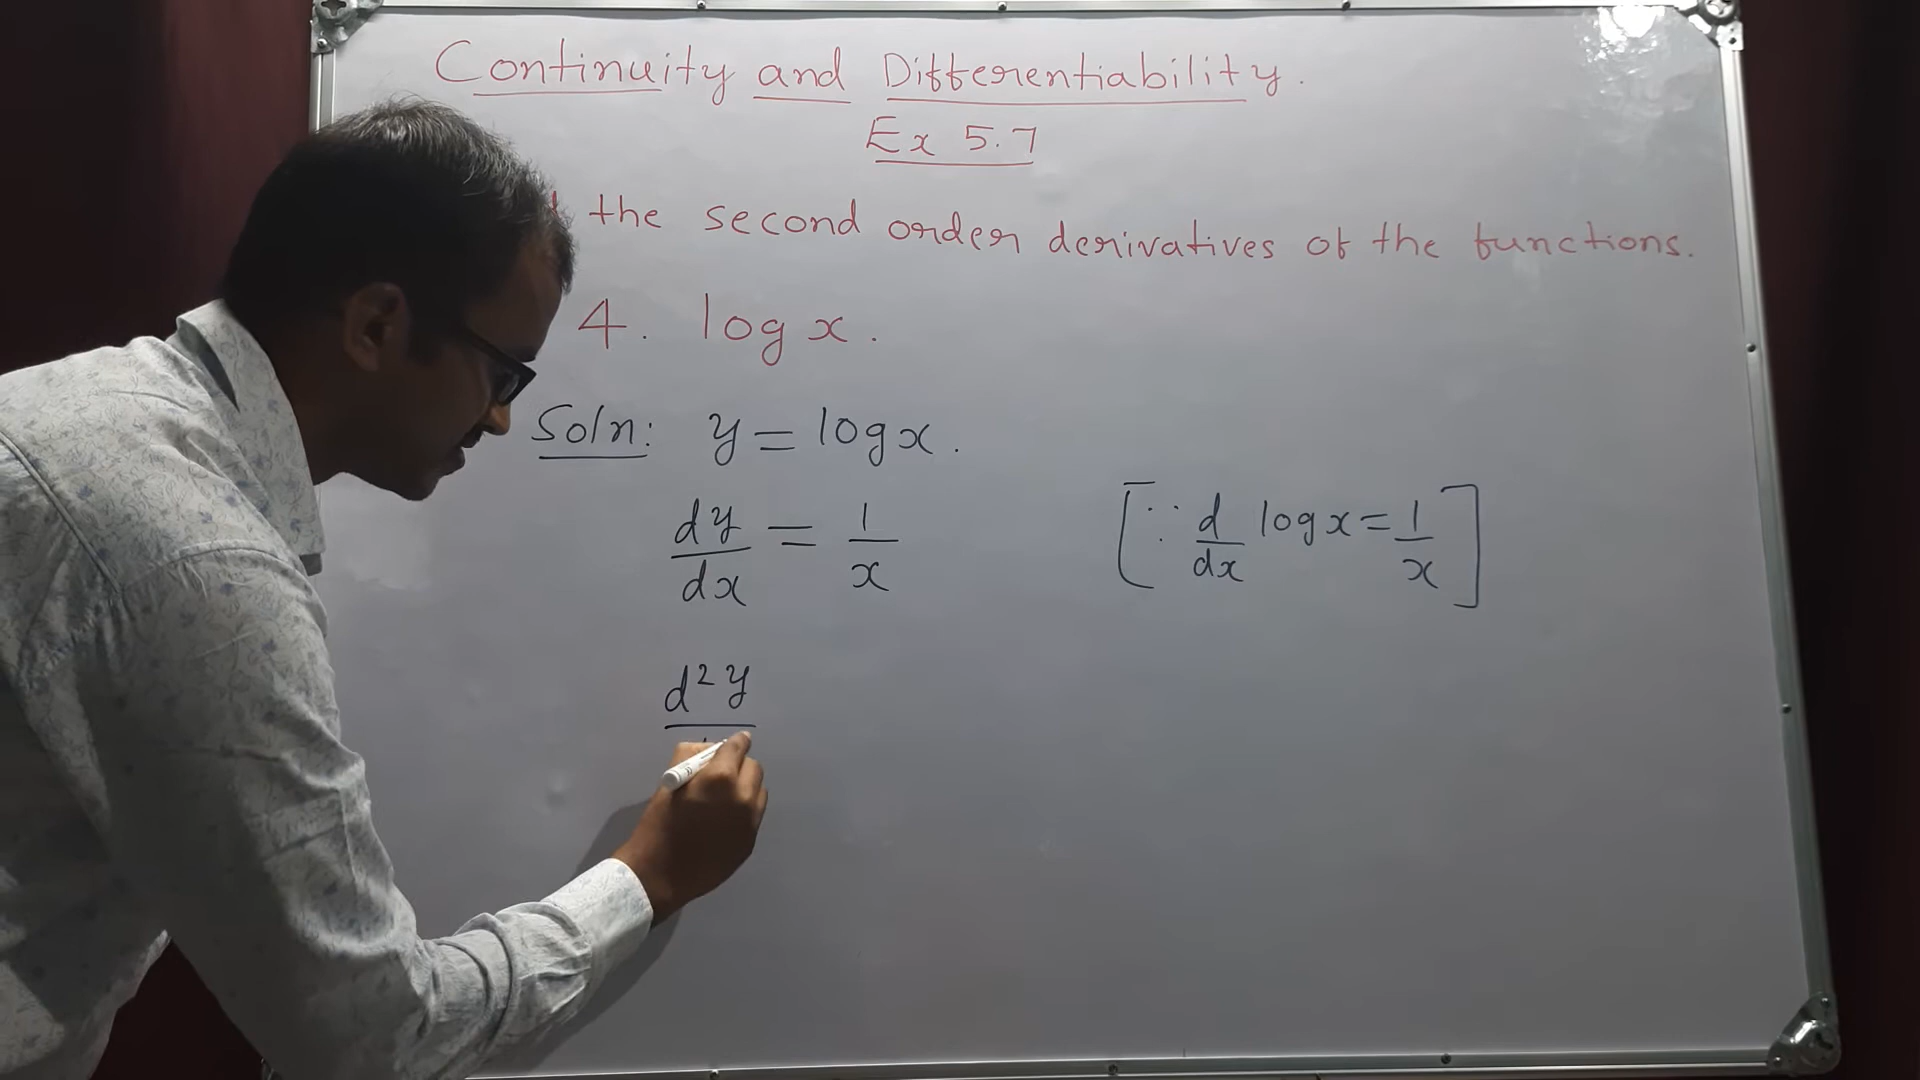 Continuity and Differentiability.
Ex 5.7
the second order derivatives of the functions.
4. log x.
Soln: y = log x.
dy/dx = 1/x [∵ d/dx log x = 1/x]
d²y